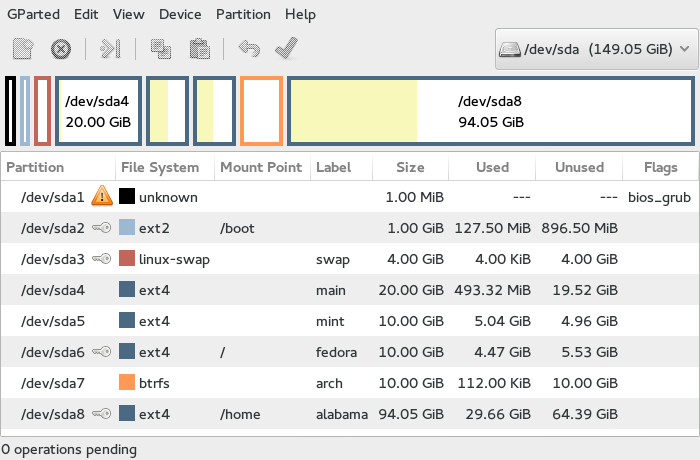 GParted Edit View Device Partition Help
/dev/sda (149.05 GiB)
/dev/sda4 /dev/sda8
20.00 GiB 94.05 GiB
Partition File System Mount Point Label Size Used Unused Flags
/dev/sda1 unknown 1.00 MiB --- --- bios_grub
/dev/sda2 ext2 /boot 1.00 GiB 127.50 MiB 896.50 MiB
/dev/sda3 linux-swap swap 4.00 GiB 4.00 KiB 4.00 GiB
/dev/sda4 ext4 main 20.00 GiB 493.32 MiB 19.52 GiB
/dev/sda5 ext4 mint 10.00 GiB 5.04 GiB 4.96 GiB
/dev/sda6 ext4 / fedora 10.00 GiB 4.47 GiB 5.53 GiB
/dev/sda7 btrfs arch 10.00 GiB 112.00 KiB 10.00 GiB
/dev/sda8 ext4 /home alabama 94.05 GiB 29.66 GiB 64.39 GiB
0 operations pending